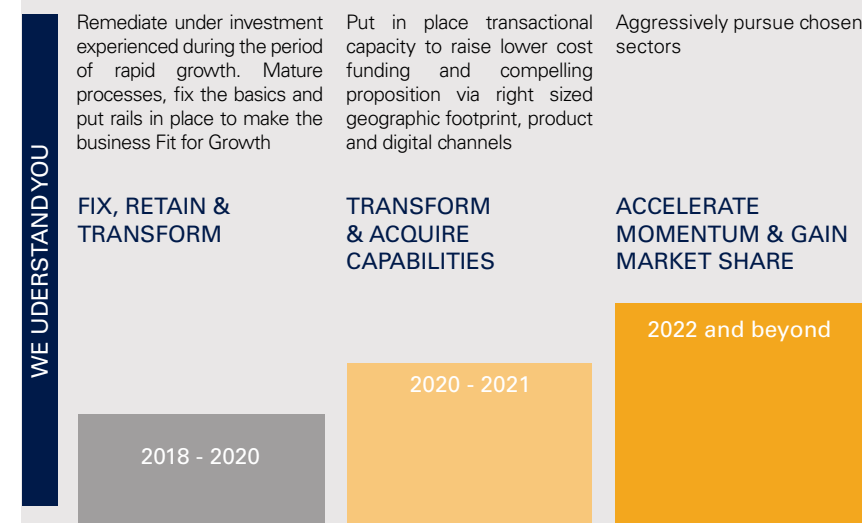 WE UDERSTAND YOU
Remediate under investment
experienced during the period
of rapid growth. Mature
processes, fix the basics and
put rails in place to make the
business Fit for Growth
FIX, RETAIN &
TRANSFORM
2018 - 2020
Put in place transactional
capacity to raise lower cost
funding and compelling
proposition via right sized
geographic footprint, product
and digital channels
TRANSFORM
& ACQUIRE
CAPABILITIES
2020 - 2021
Aggressively pursue chosen
sectors
ACCELERATE
MOMENTUM & GAIN
MARKET SHARE
2022 and beyond